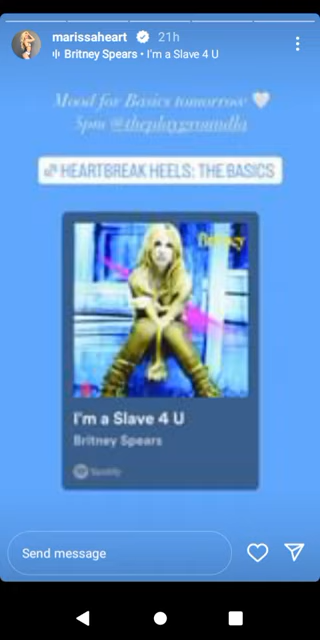 marissaheart 21h
Britney Spears • I'm a Slave 4 U
Mood for Basics tomorrow 🤍
5pm @theplaygroundla
HEARTBREAK HEELS: THE BASICS
Britney
I'm a Slave 4 U
Britney Spears
Spotify
Send message